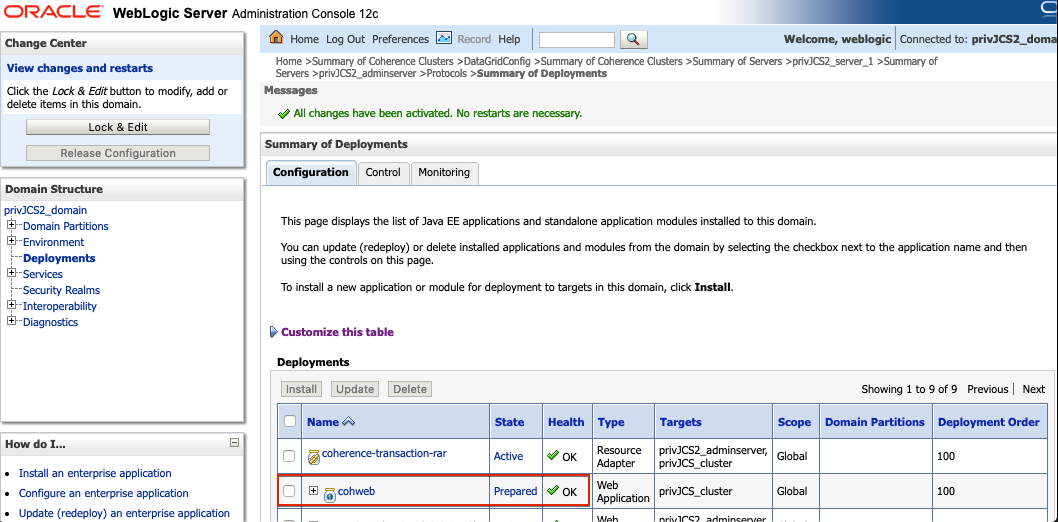 ORACLE WebLogic Server Administration Console 12c
Change Center
View changes and restarts
Click the Lock & Edit button to modify, add or
delete items in this domain.
Lock & Edit
Release Configuration
Domain Structure
privJCS2_domain
Domain Partitions
Environment
Deployments
Services
Security Realms
Interoperability
Diagnostics
How do I...
Install an enterprise application
Configure an enterprise application
Update (redeploy) an enterprise application
Home Log Out Preferences Record Help
Welcome, weblogic Connected to: privJCS2_doma
Home >Summary of Coherence Clusters >DataGridConfig >Summary of Coherence Clusters >Summary of Servers >privJCS2_server_1 >Summary of
Servers >privJCS2_adminserver >Protocols >Summary of Deployments
Messages
All changes have been activated. No restarts are necessary.
Summary of Deployments
Configuration Control Monitoring
This page displays the list of Java EE applications and standalone application modules installed to this domain.
You can update (redeploy) or delete installed applications and modules from the domain by selecting the checkbox next to the application name and then
using the controls on this page.
To install a new application or module for deployment to targets in this domain, click Install.
Customize this table
Deployments
Install Update Delete
Showing 1 to 9 of 9 Previous Next
Name State Health Type Targets Scope Domain Partitions Deployment Order
coherence-transaction-rar Active OK Resource Adapter privJCS2_adminserver, privJCS_cluster Global 100
cohweb Prepared OK Web Application privJCS_cluster Global 100
Web privJCS2_adminserver,